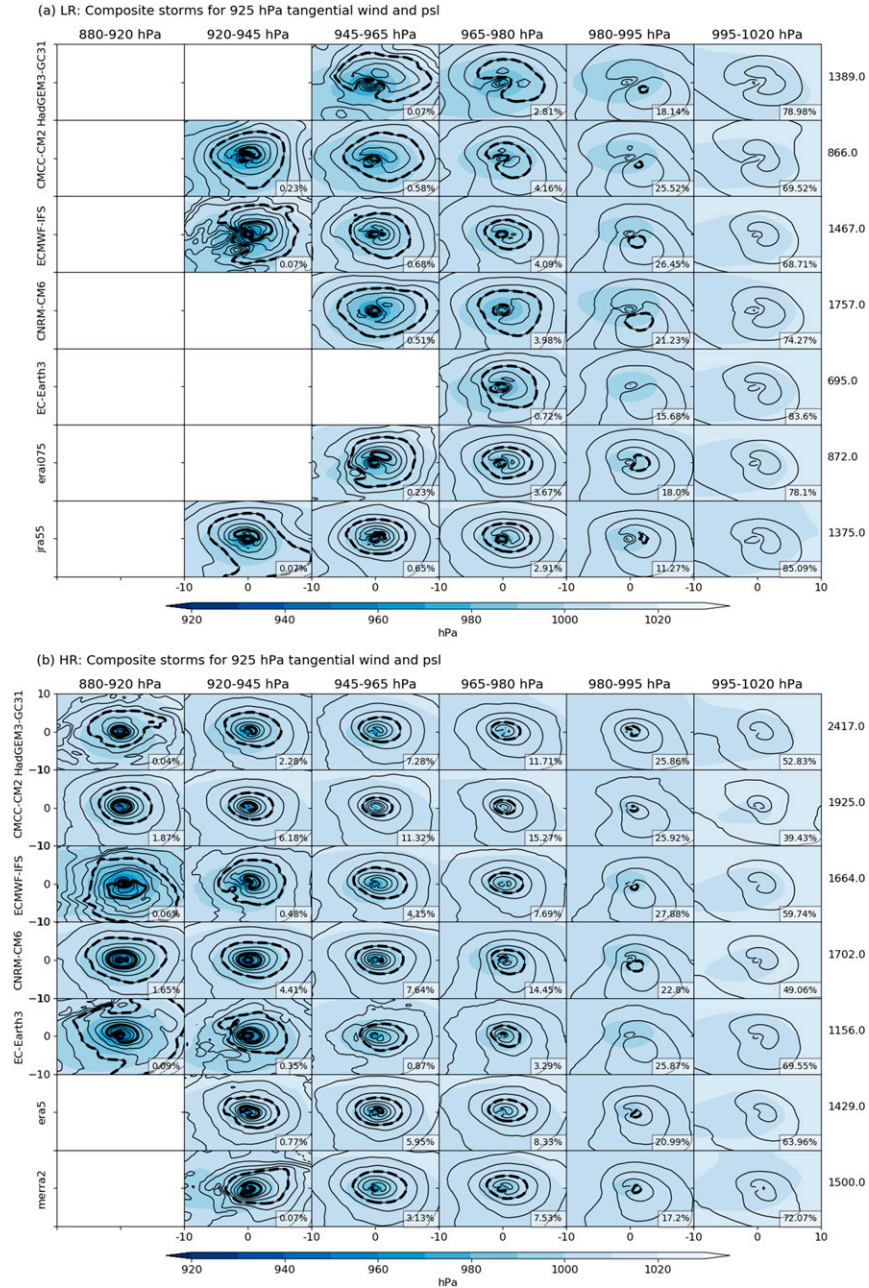 (a) LR: Composite storms for 925 hPa tangential wind and psl
880-920 hPa 920-945 hPa 945-965 hPa 965-980 hPa 980-995 hPa 995-1020 hPa
HadGEM3-GC31 0.07% 2.81% 18.14% 78.98% 1389.0
CMCC-CM2 0.23% 0.58% 4.16% 25.52% 69.52% 866.0
ECMWF-IFS 0.07% 0.68% 4.09% 26.45% 68.71% 1467.0
CNRM-CM6 0.51% 3.98% 21.23% 74.27% 1757.0
EC-Earth3 0.72% 15.68% 83.6% 695.0
erai075 0.23% 3.67% 18.0% 78.1% 872.0
jra55 0.07% 0.65% 2.91% 11.27% 85.09% 1375.0
-10 0 -10 0 -10 0 -10 0 -10 0 10
920 940 960 980 1000 1020
hPa
(b) HR: Composite storms for 925 hPa tangential wind and psl
880-920 hPa 920-945 hPa 945-965 hPa 965-980 hPa 980-995 hPa 995-1020 hPa
10
HadGEM3-GC31 0 0.04% 2.28% 7.28% 11.71% 25.86% 52.83% 2417.0
−10
CMCC-CM2 0 1.87% 6.18% 11.32% 15.27% 25.92% 39.43% 1925.0
−10
ECMWF-IFS 0 0.06% 0.48% 4.15% 7.69% 27.88% 59.74% 1664.0
−10
CNRM-CM6 0 1.65% 4.41% 7.64% 14.45% 22.8% 49.06% 1702.0
−10
EC-Earth3 0 0.09% 0.35% 0.87% 3.29% 25.87% 69.55% 1156.0
−10
era5 0.77% 5.95% 8.33% 20.99% 63.96% 1429.0
merra2 0.07% 3.13% 7.53% 17.2% 72.07% 1500.0
-10 0 -10 0 -10 0 -10 0 -10 0 10
920 940 960 980 1000 1020
hPa